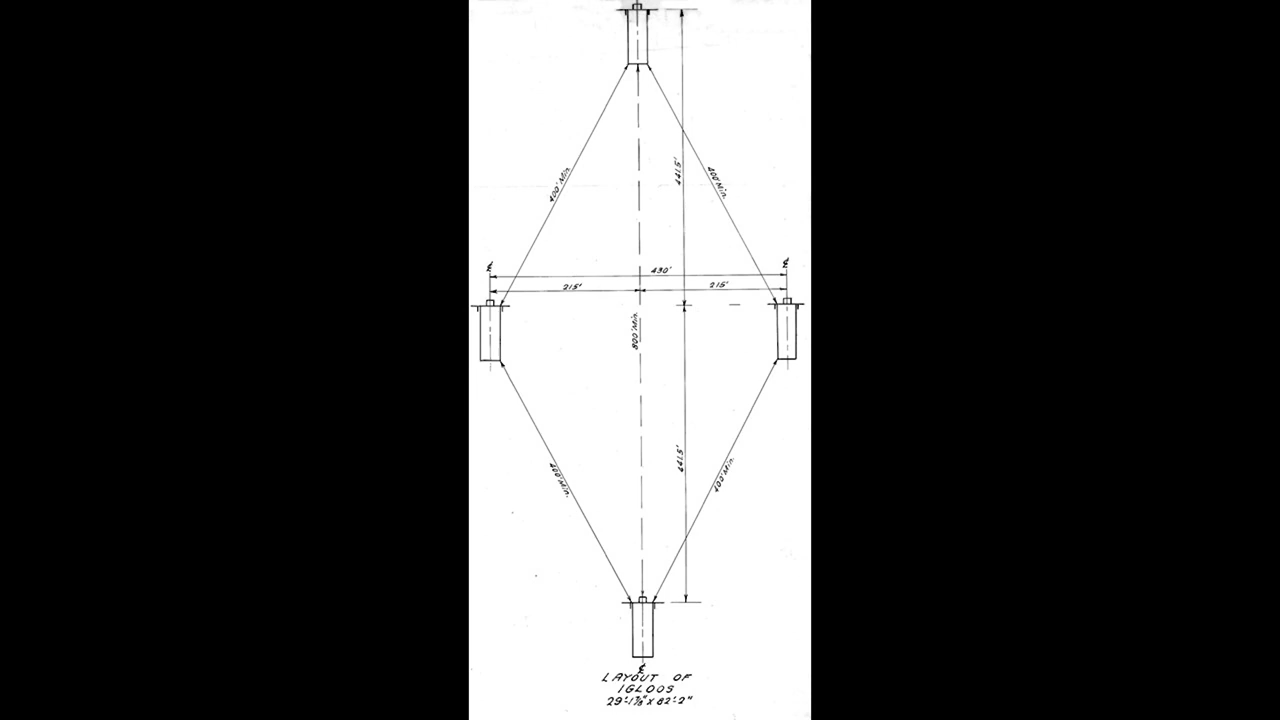 441.5'
400' Min.
400' Min.
℄
℄
430'
215'
215'
800' Min.
441.5'
400' Min.
400' Min.
℄
LAYOUT OF
IGLOOS
29'-1⅞" X 82'-2"